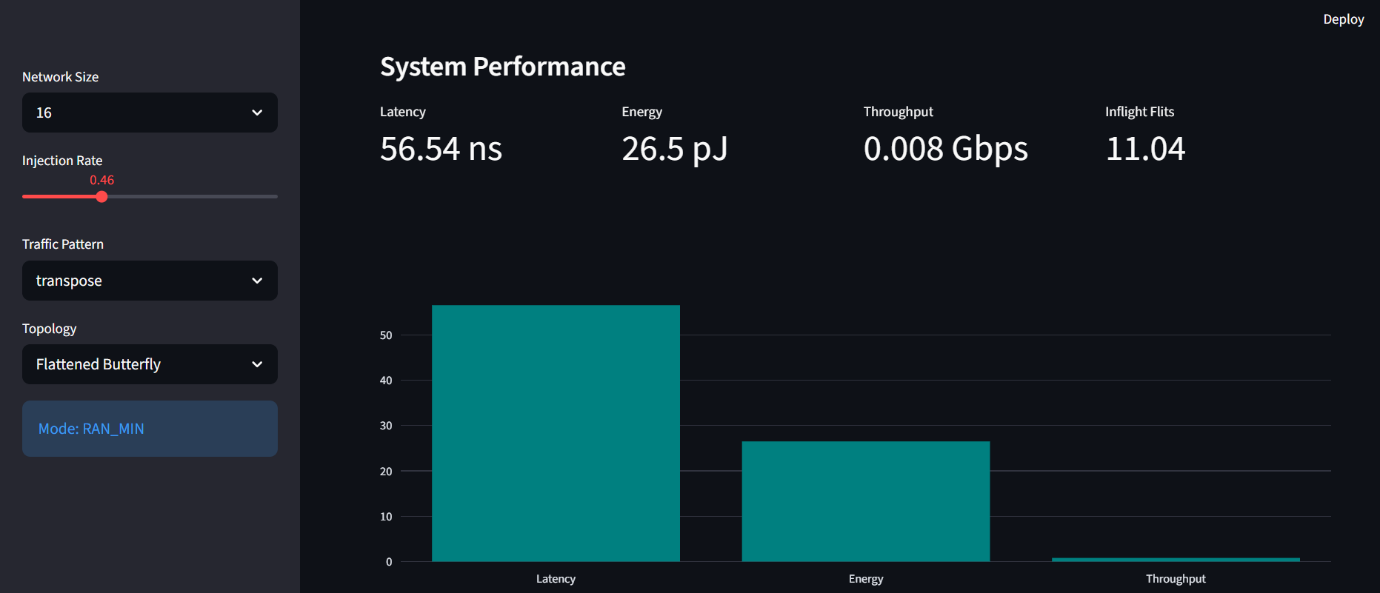 Deploy
Network Size
16
Injection Rate
0.46
Traffic Pattern
transpose
Topology
Flattened Butterfly
Mode: RAN_MIN
System Performance
Latency Energy Throughput Inflight Flits
56.54 ns 26.5 pJ 0.008 Gbps 11.04
50
40
30
20
10
0
Latency Energy Throughput